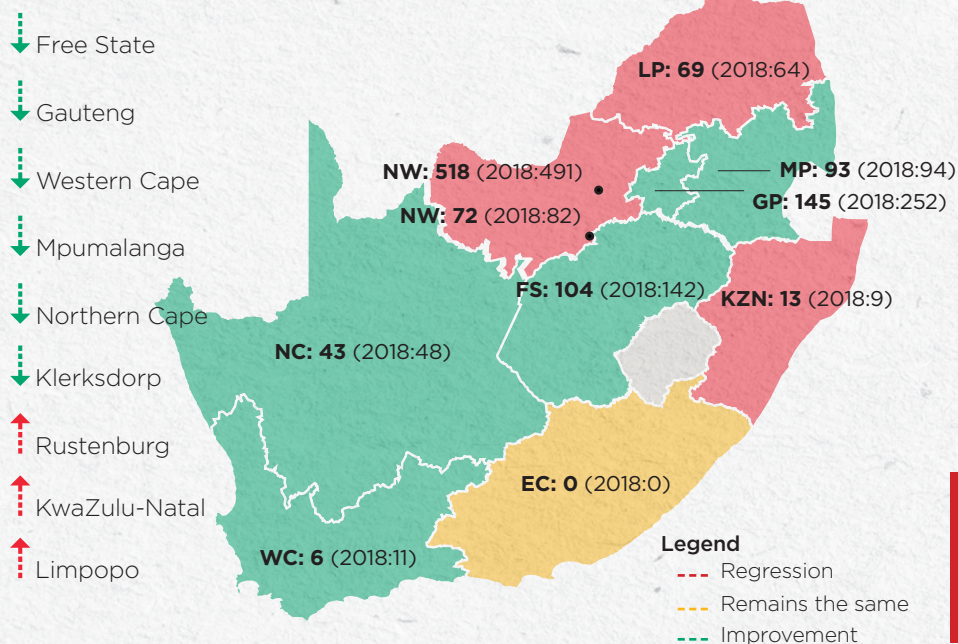 Free State
Gauteng
Western Cape
Mpumalanga
Northern Cape
Klerksdorp
Rustenburg
KwaZulu-Natal
Limpopo
LP: 69 (2018:64)
NW: 518 (2018:491)
MP: 93 (2018:94)
GP: 145 (2018:252)
NW: 72 (2018:82)
FS: 104 (2018:142)
KZN: 13 (2018:9)
NC: 43 (2018:48)
EC: 0 (2018:0)
WC: 6 (2018:11)
Legend
Regression
Remains the same
Improvement